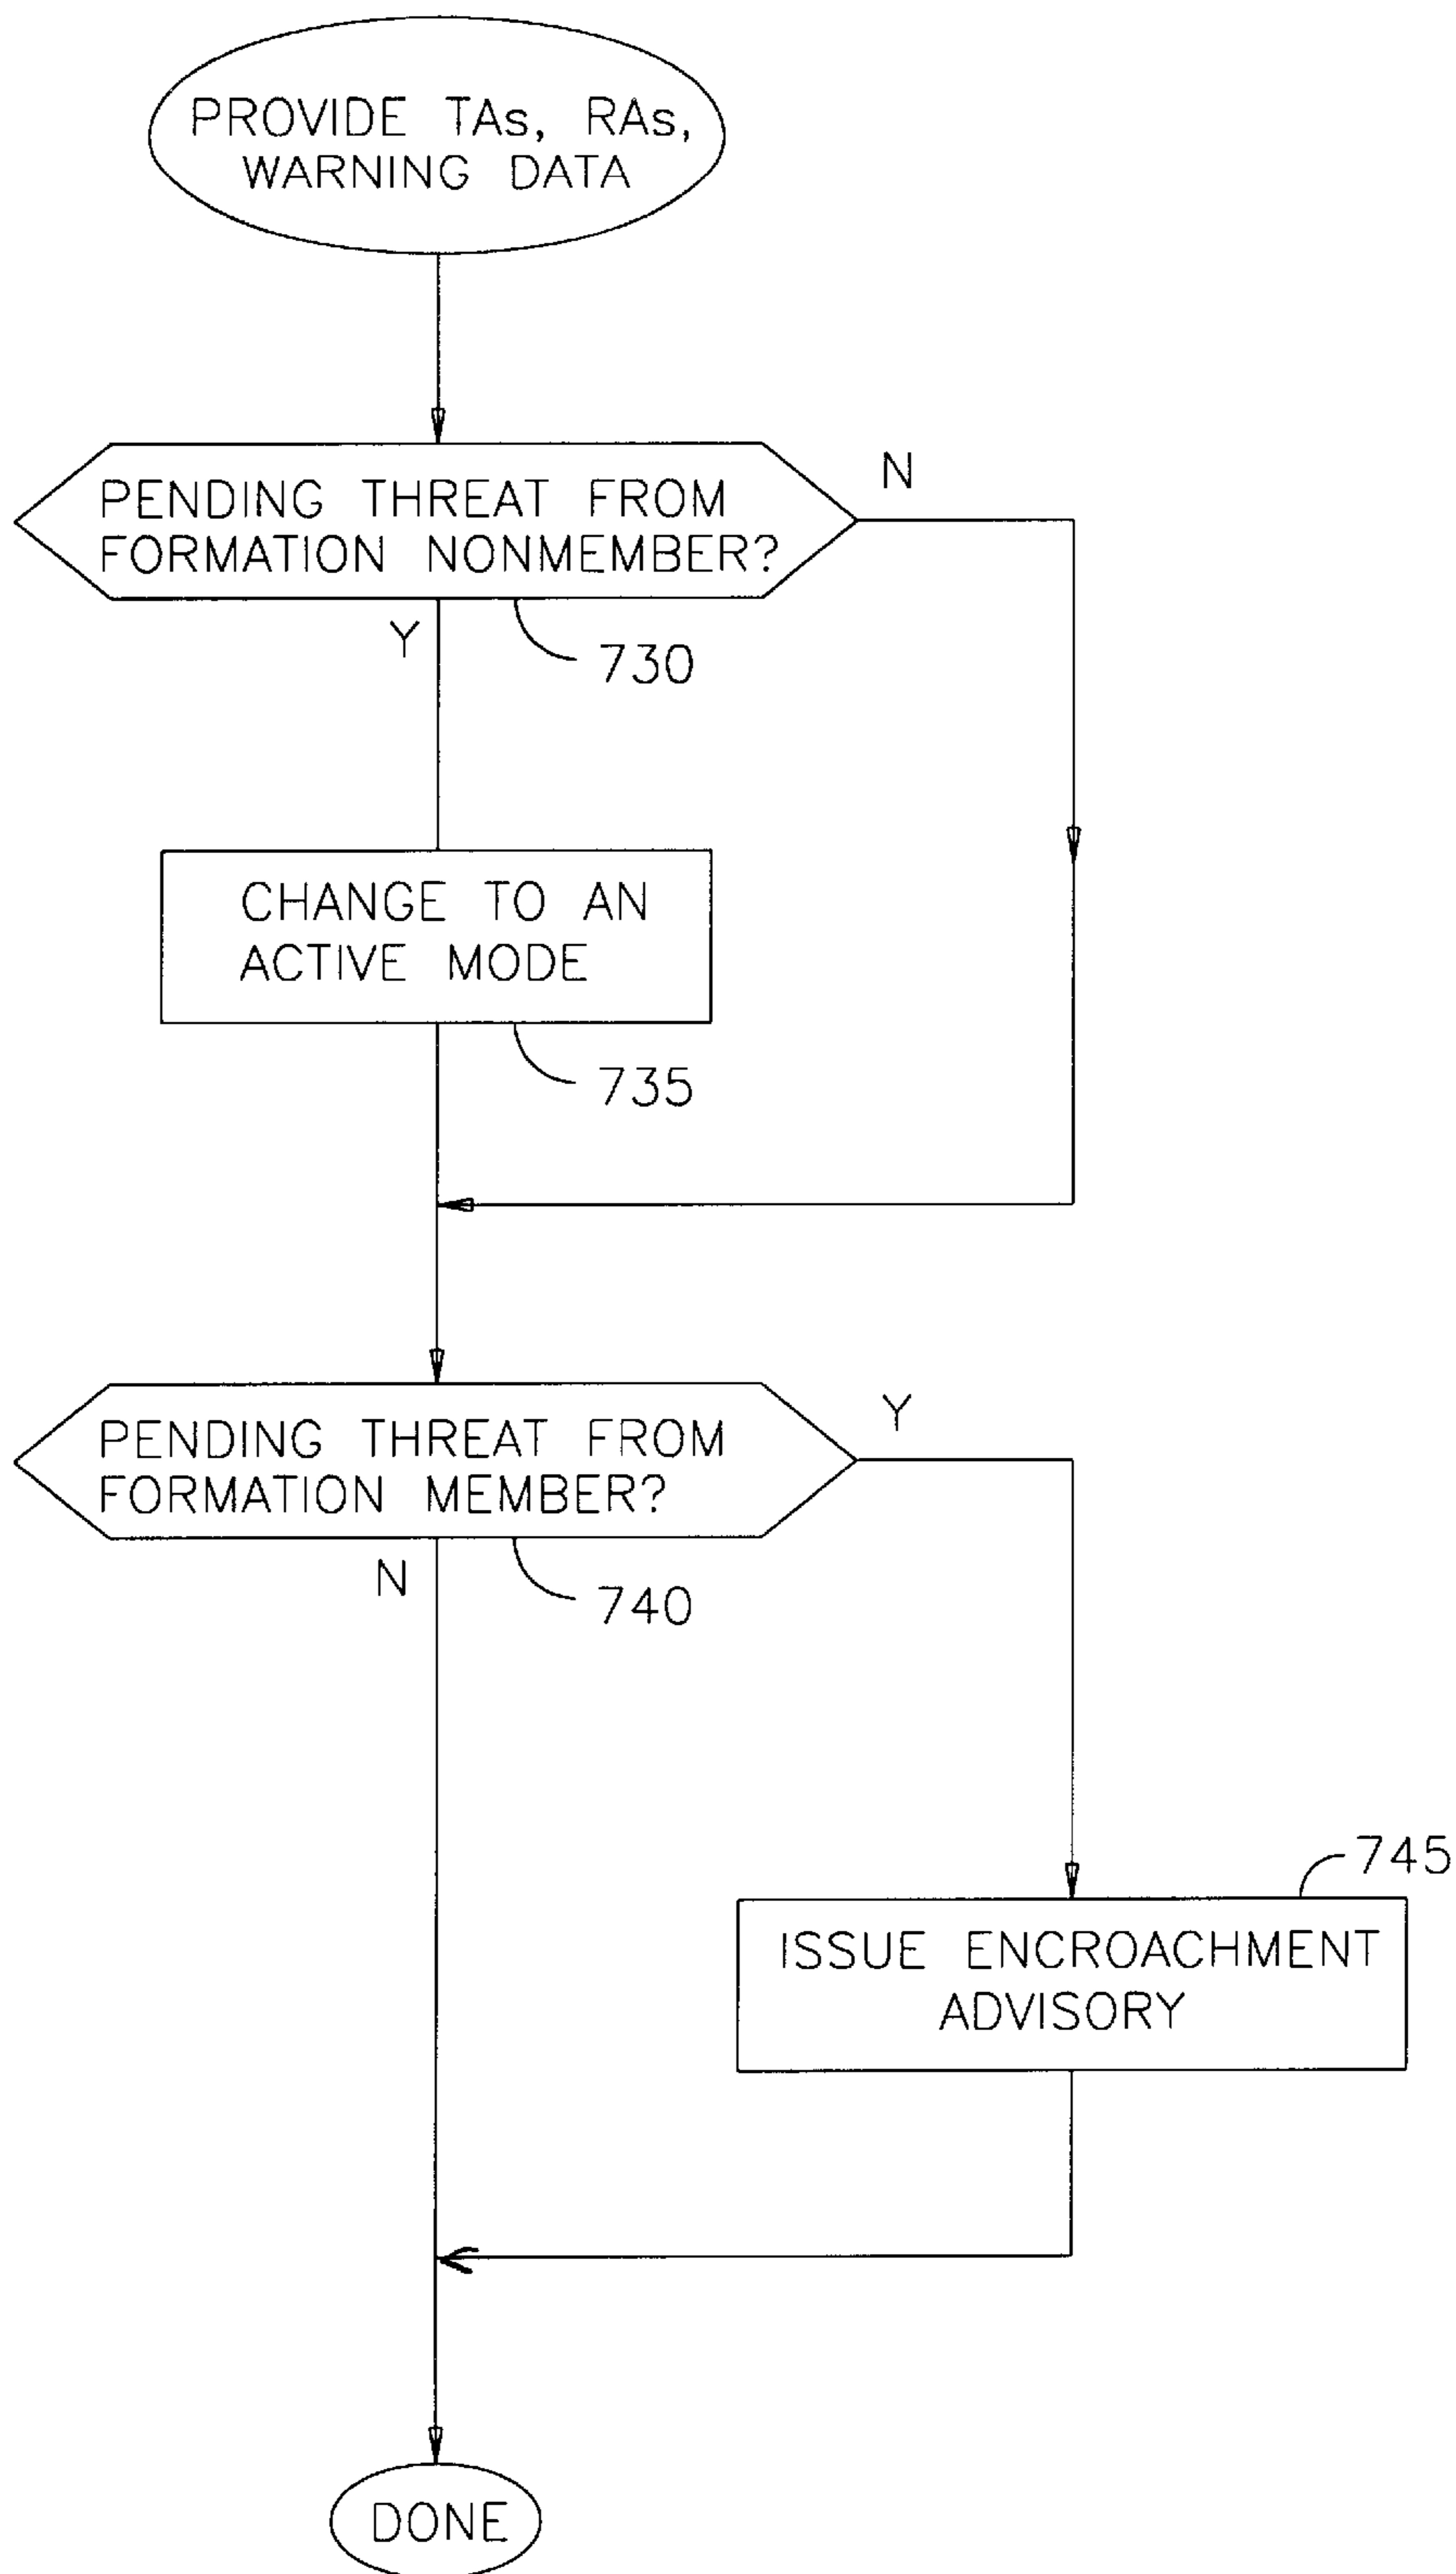 PROVIDE TAs, RAs,
WARNING DATA
PENDING THREAT FROM
FORMATION NONMEMBER?
N
Y
730
CHANGE TO AN
ACTIVE MODE
735
PENDING THREAT FROM
FORMATION MEMBER?
Y
N
740
745
ISSUE ENCROACHMENT
ADVISORY
DONE